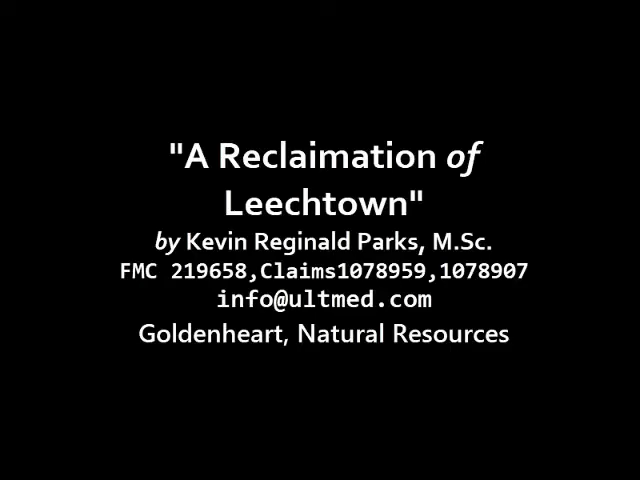 "A Reclaimation of
Leechtown"
by Kevin Reginald Parks, M.Sc.
FMC 219658,Claims1078959,1078907
info@ultmed.com
Goldenheart, Natural Resources